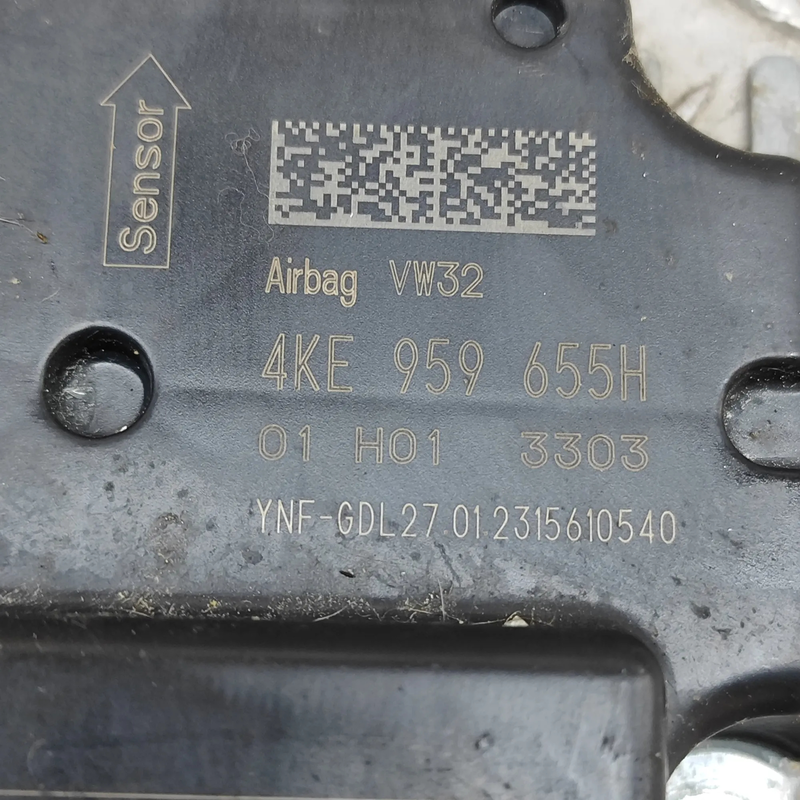 Sensor
Airbag VW32
4KE 959 655H
01 H01 3303
YNF-GDL27.01.2315610540